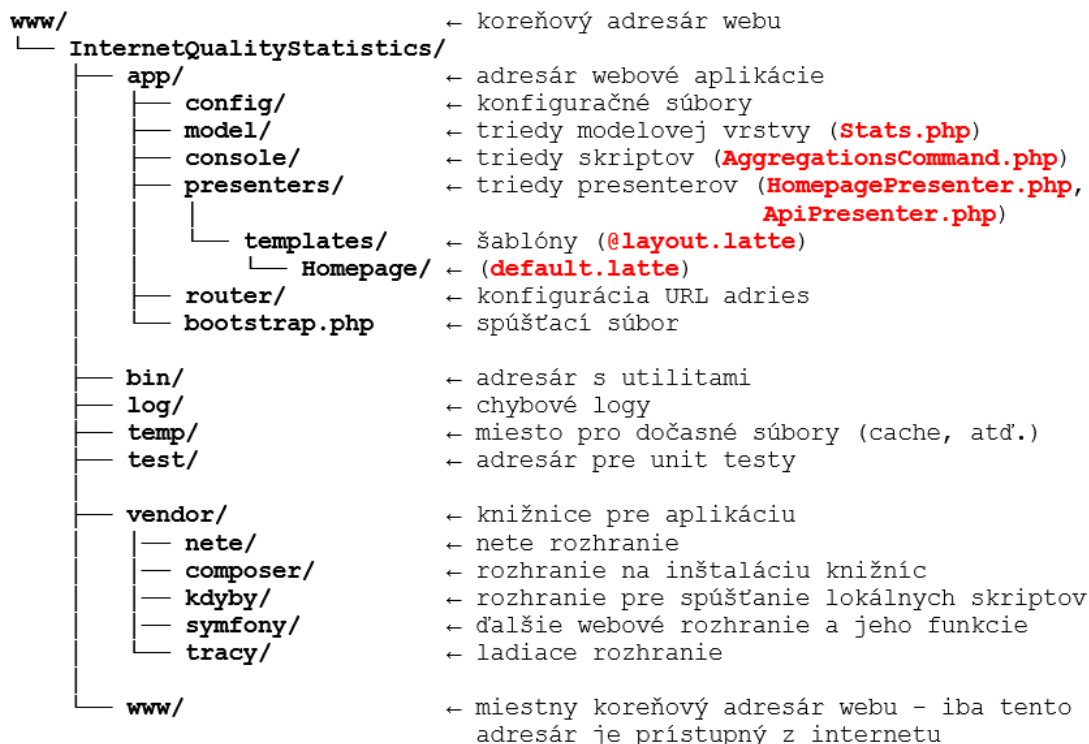 www/ ← koreňový adresár webu
└── InternetQualityStatistics/
├── app/ ← adresár webové aplikácie
│ ├── config/ ← konfiguračné súbory
│ ├── model/ ← triedy modelovej vrstvy (Stats.php)
│ ├── console/ ← triedy skriptov (AggregationsCommand.php)
│ ├── presenters/ ← triedy presenterov (HomepagePresenter.php,
│ │ │ ApiPresenter.php)
│ │ └── templates/ ← šablóny (@layout.latte)
│ │ └── Homepage/ ← (default.latte)
│ ├── router/ ← konfigurácia URL adries
│ └── bootstrap.php ← spúšťací súbor
│
├── bin/ ← adresár s utilitami
├── log/ ← chybové logy
├── temp/ ← miesto pro dočasné súbory (cache, atď.)
├── test/ ← adresár pre unit testy
│
├── vendor/ ← knižnice pre aplikáciu
│ ├── nete/ ← nete rozhranie
│ ├── composer/ ← rozhranie na inštaláciu knižníc
│ ├── kdyby/ ← rozhranie pre spúšťanie lokálnych skriptov
│ ├── symfony/ ← ďalšie webové rozhranie a jeho funkcie
│ └── tracy/ ← ladiace rozhranie
│
└── www/ ← miestny koreňový adresár webu – iba tento
adresár je prístupný z internetu